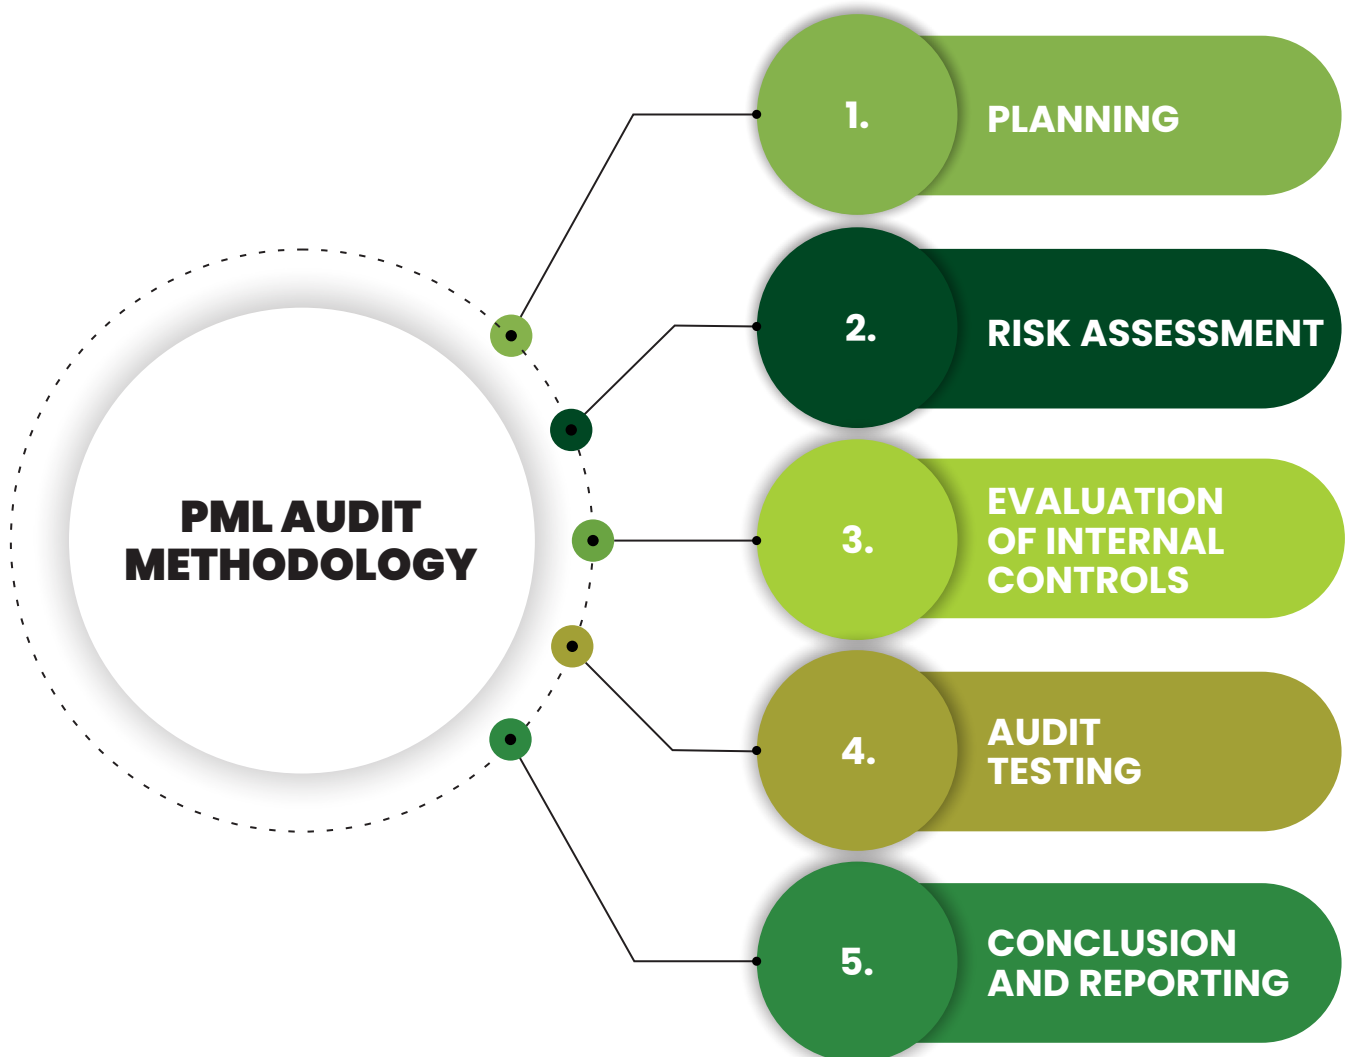 PML AUDIT
METHODOLOGY
1.
PLANNING
2.
RISK ASSESSMENT
3.
EVALUATION
OF INTERNAL
CONTROLS
4.
AUDIT
TESTING
5.
CONCLUSION
AND REPORTING